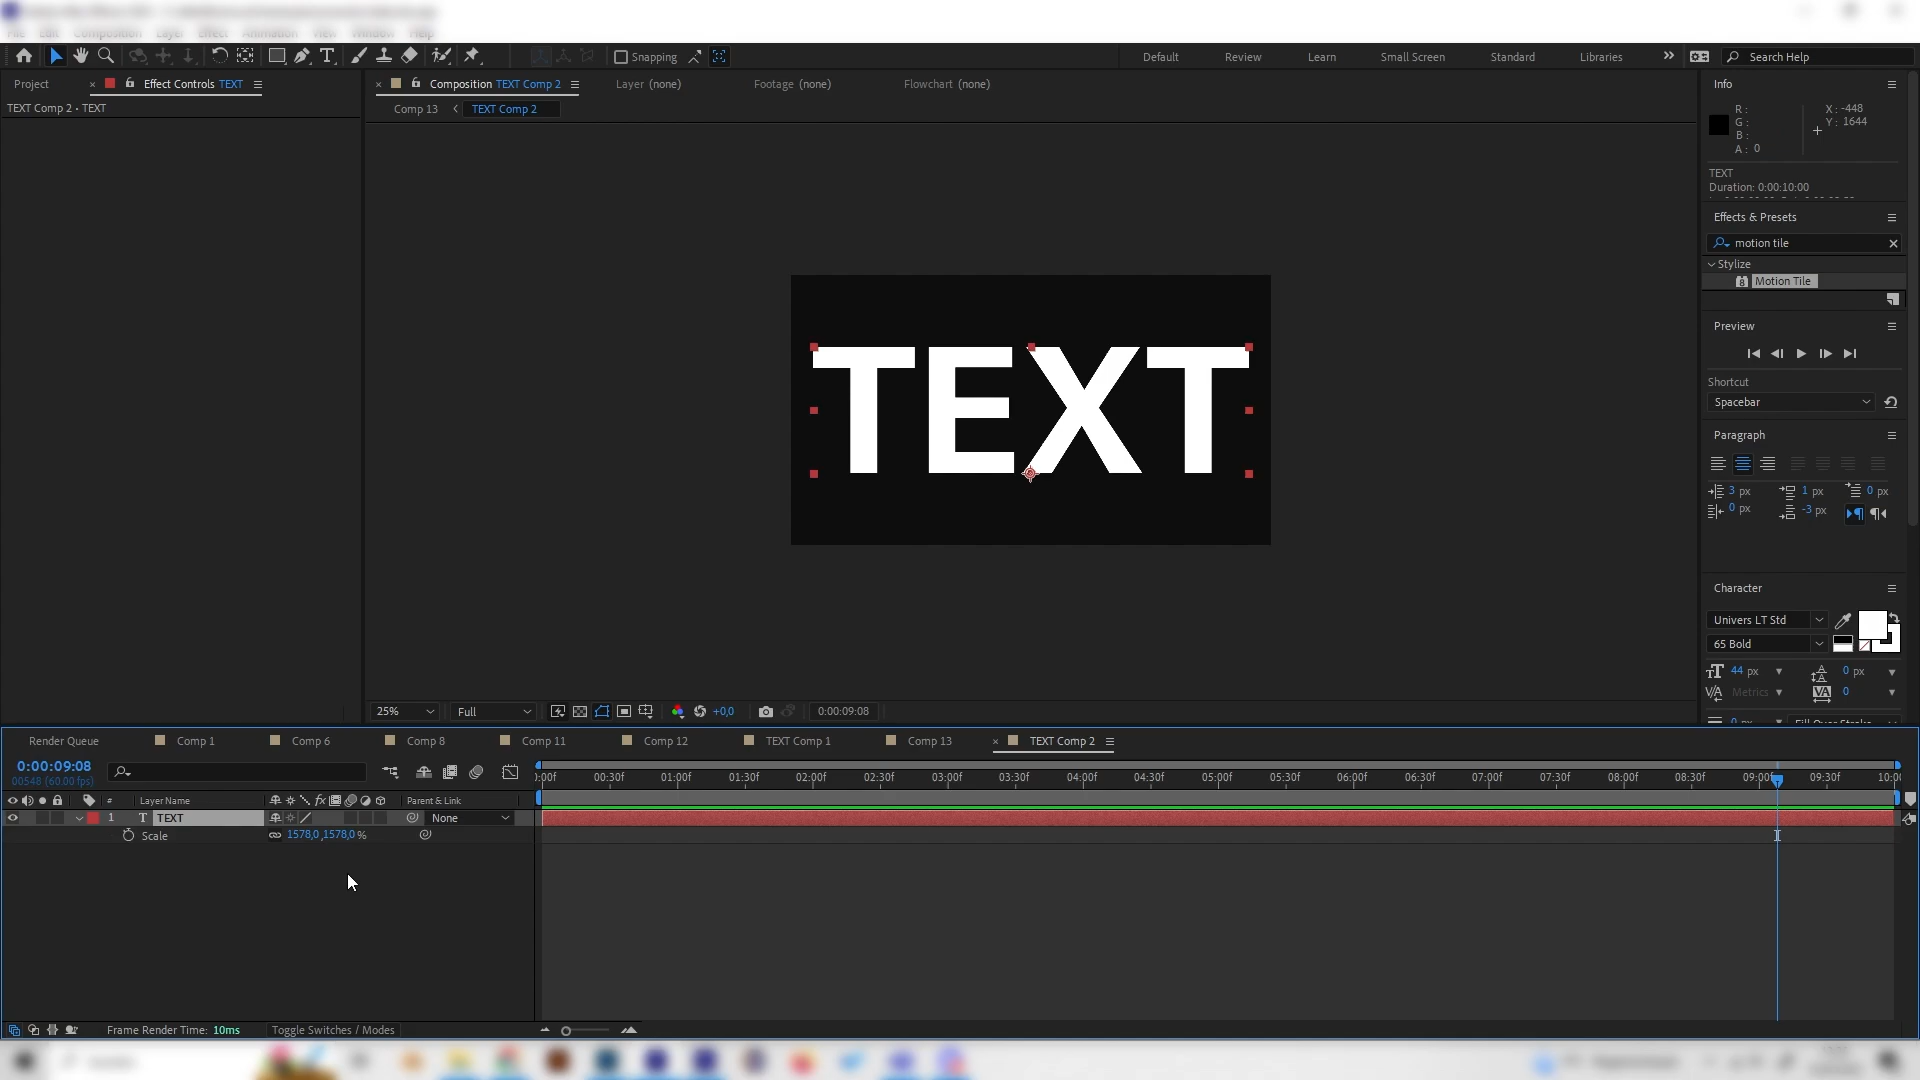 Snapping
Default
Review
Learn
Small Screen
Standard
Libraries
Search Help
Project
Effect Controls TEXT
Composition TEXT Comp 2
Layer (none)
Footage (none)
Flowchart (none)
Info
TEXT Comp 2 • TEXT
Comp 13
TEXT Comp 2
R :
G :
B :
A : 0
X : -448
Y : 1644
TEXT
Duration: 0:00:10:00
Effects & Presets
motion tile
Stylize
Motion Tile
Preview
Shortcut
Spacebar
Paragraph
3 px
1 px
0 px
0 px
-3 px
Character
Univers LT Std
65 Bold
44 px
0 px
Metrics
0
0 px
Fill Over Stroke
TEXT
25%
Full
+0,0
0:00:09:08
Render Queue
Comp 1
Comp 6
Comp 8
Comp 11
Comp 12
TEXT Comp 1
Comp 13
TEXT Comp 2
0:00:09:08
00548 (60.00 fps)
):00f
00:30f
01:00f
01:30f
02:00f
02:30f
03:00f
03:30f
04:00f
04:30f
05:00f
05:30f
06:00f
06:30f
07:00f
07:30f
08:00f
08:30f
09:00f
09:30f
10:00
#
Layer Name
fx
Parent & Link
1
T
TEXT
None
Scale
1578,0,1578,0 %
Frame Render Time: 10ms
Toggle Switches / Modes